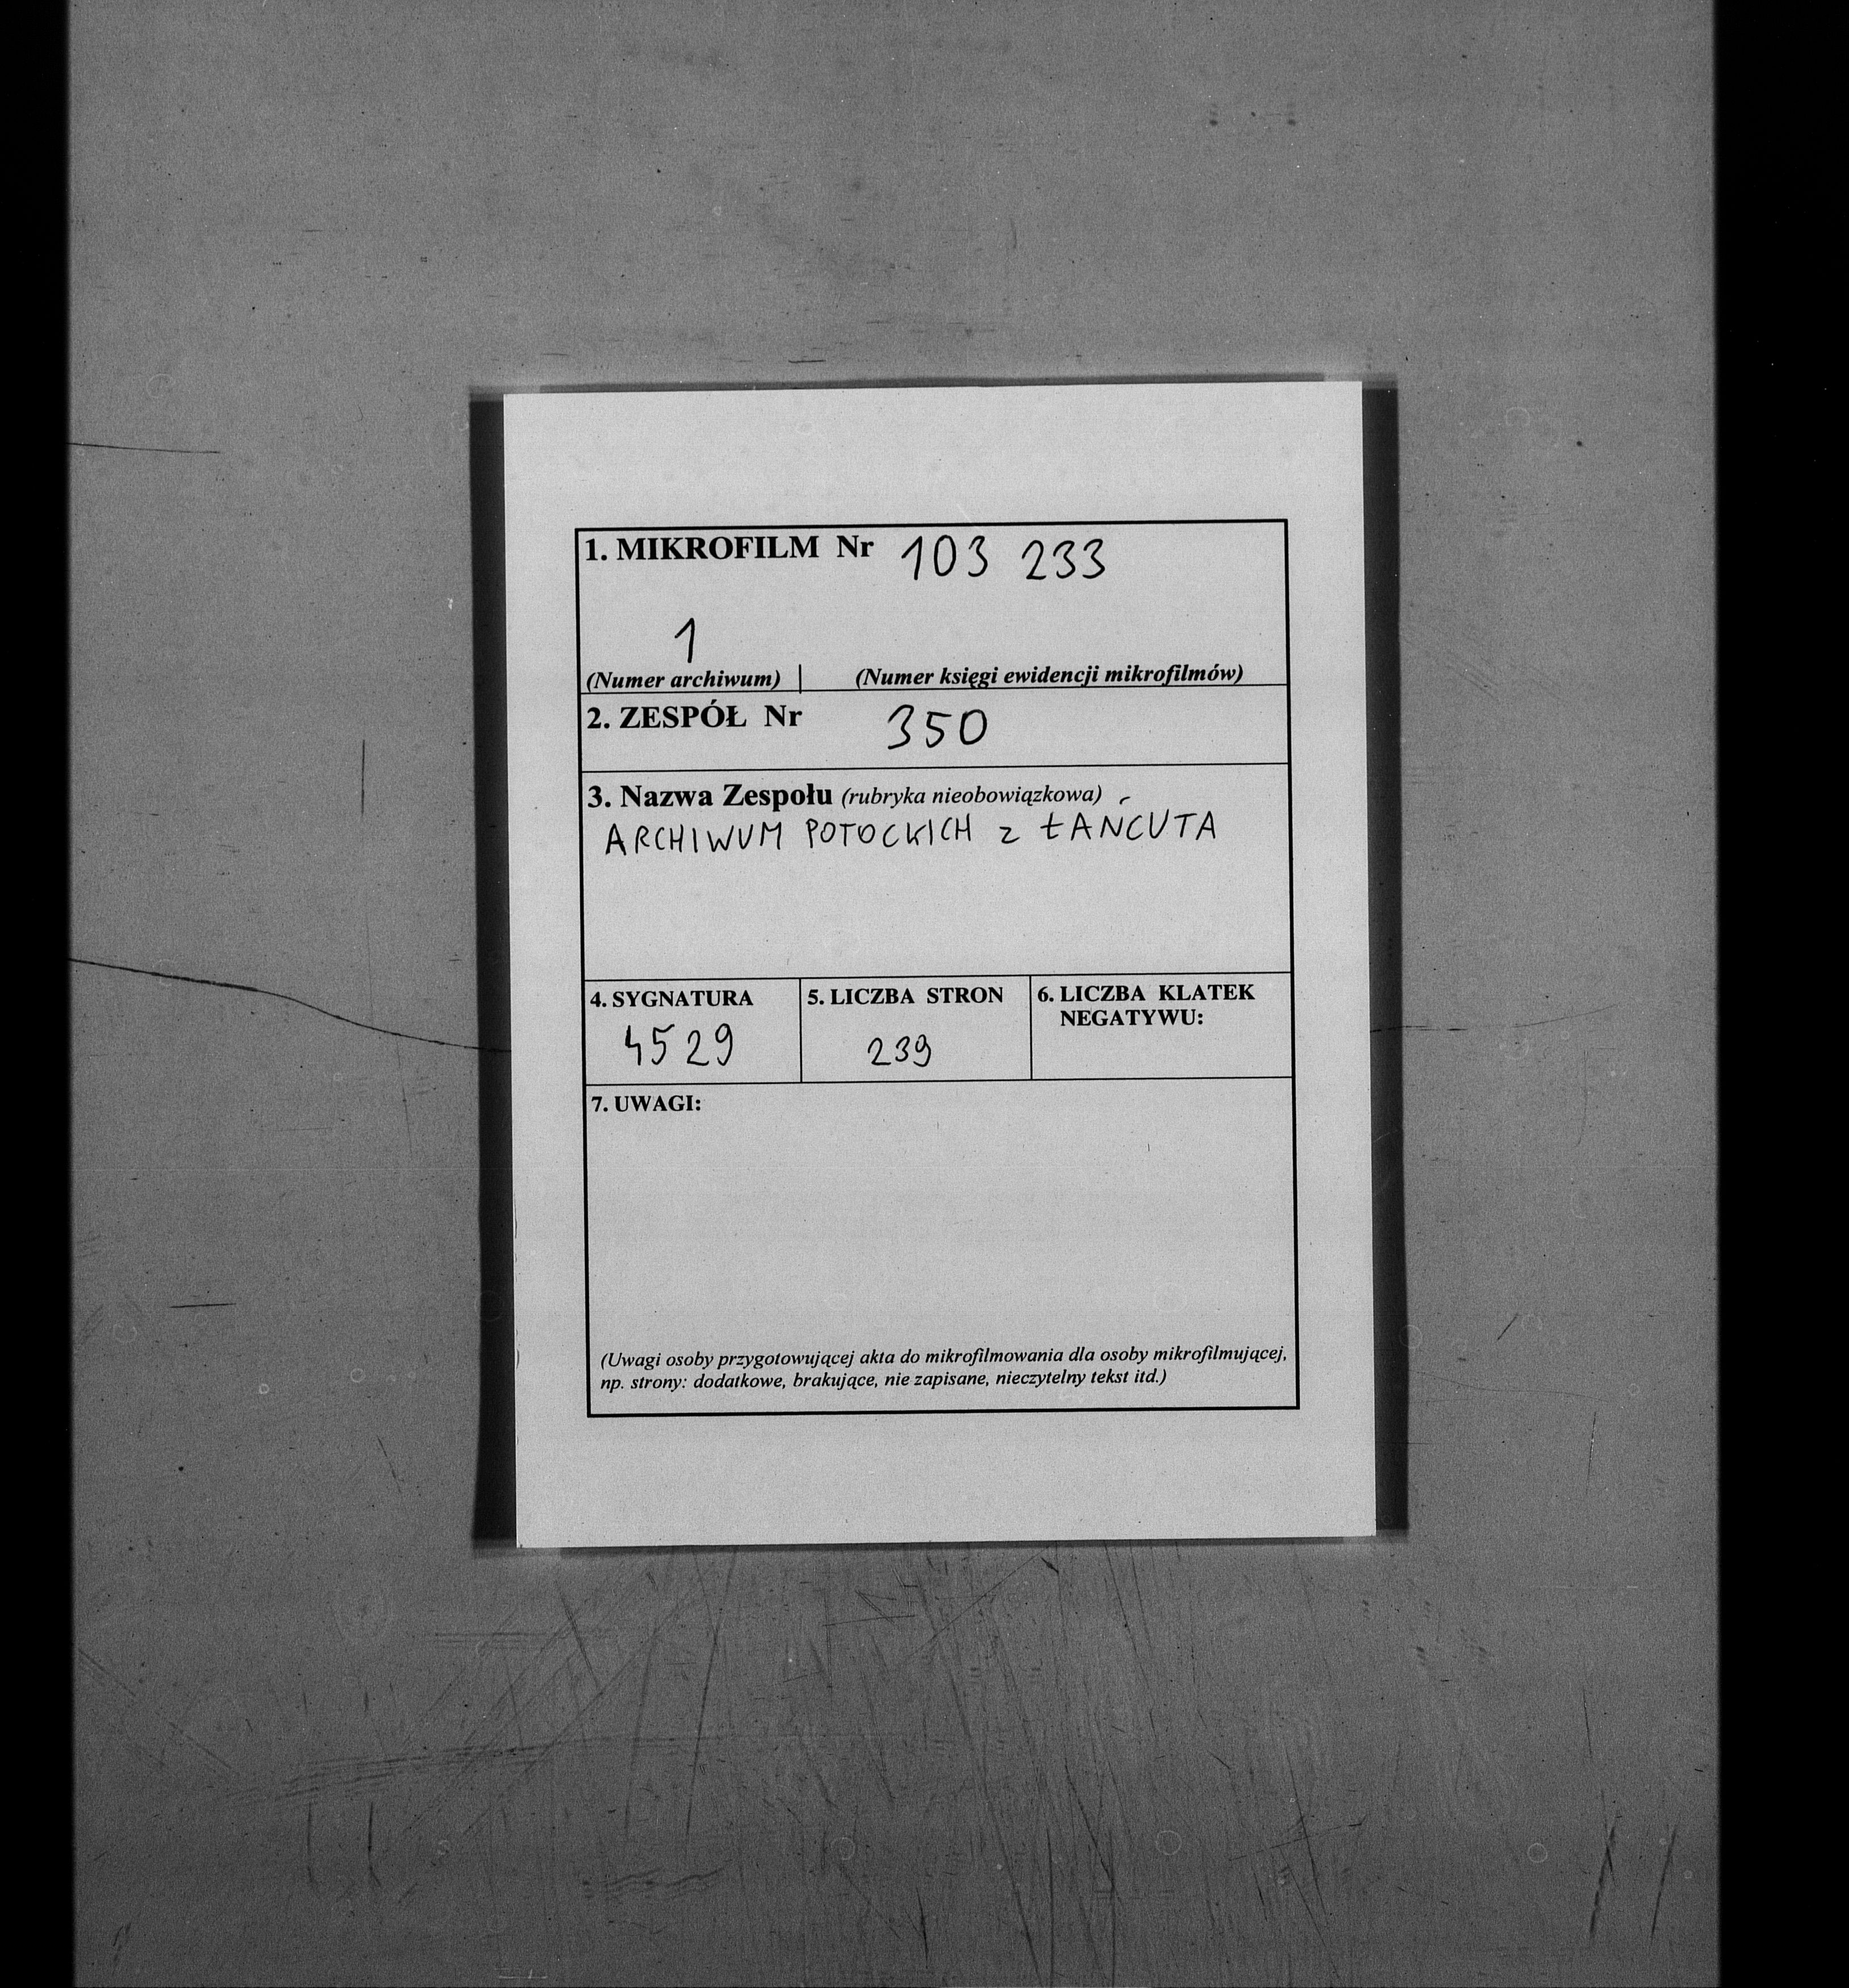 1. MIKROFILM Nr 103 233
1
(Numer archiwum) | (Numer księgi ewidencji mikrofilmów)
2. ZESPÓŁ Nr 350
3. Nazwa Zespołu (rubryka nieobowiązkowa)
ARCHIWUM POTOCKICH z ŁAŃCUTA
4. SYGNATURA
4529
5. LICZBA STRON
239
6. LICZBA KLATEK
NEGATYWU:
7. UWAGI:
(Uwagi osoby przygotowującej akta do mikrofilmowania dla osoby mikrofilmującej,
np. strony: dodatkowe, brakujące, nie zapisane, nieczytelny tekst itd.)